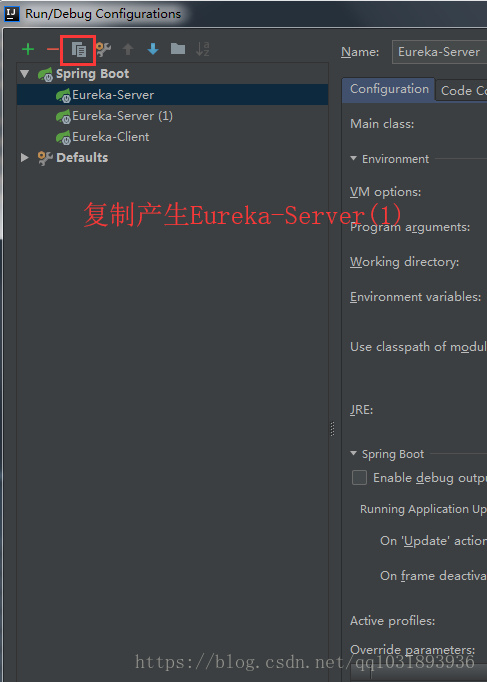 Run/Debug Configurations
Name: Eureka-Server
Spring Boot
Eureka-Server
Eureka-Server (1)
Eureka-Client
Defaults
复制产生Eureka-Server(1)
Configuration Code Co
Main class:
Environment
VM options:
Program arguments:
Working directory:
Environment variables:
Use classpath of modul
JRE:
Spring Boot
Enable debug outpu
Running Application Up
On 'Update' action
On frame deactiva
Active profiles:
Override parameters:
https://blog.csdn.net/qq1031893936